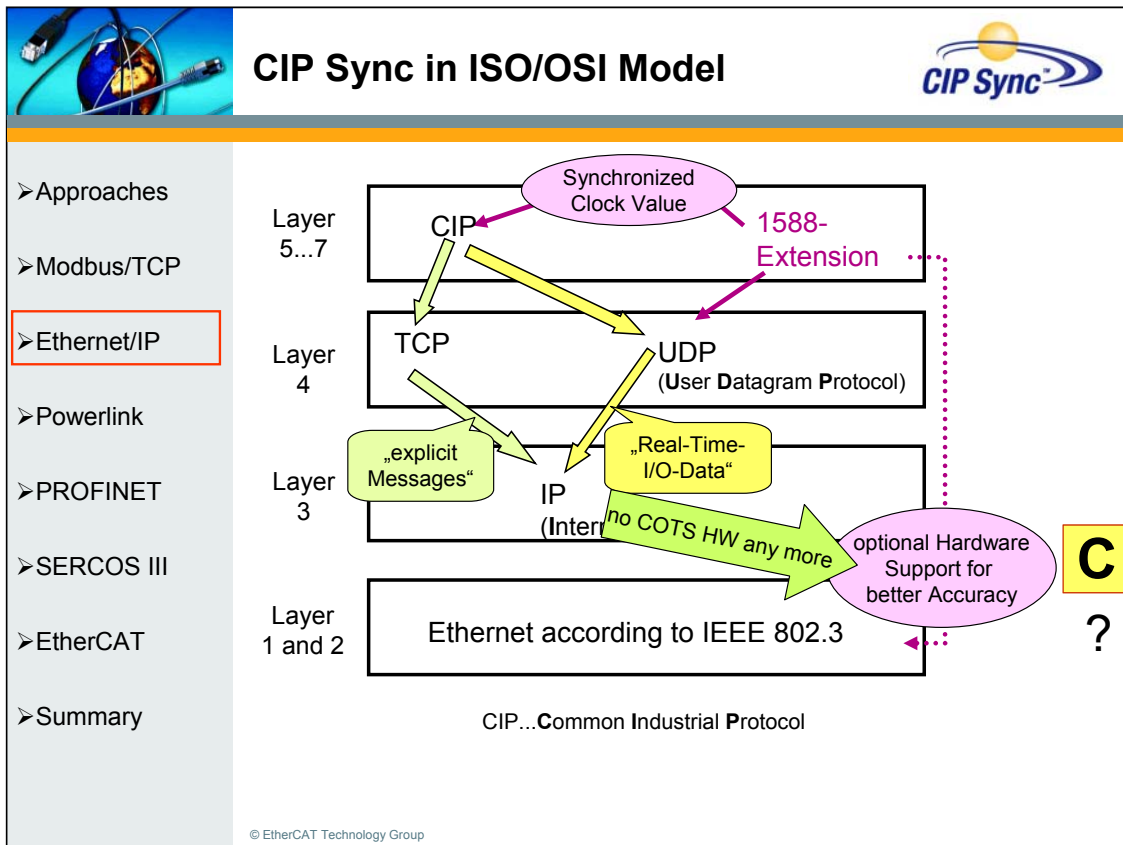 CIP Sync in ISO/OSI Model
CIP Sync™
➢Approaches
➢Modbus/TCP
➢Ethernet/IP
➢Powerlink
➢PROFINET
➢SERCOS III
➢EtherCAT
➢Summary
Synchronized
Clock Value
Layer
5...7
CIP
1588-
Extension
Layer
4
TCP
UDP
(User Datagram Protocol)
„explicit
Messages“
„Real-Time-
I/O-Data“
Layer
3
IP
no COTS HW any more
optional Hardware
Support for
better Accuracy
C
?
Layer
1 and 2
Ethernet according to IEEE 802.3
CIP...Common Industrial Protocol
© EtherCAT Technology Group